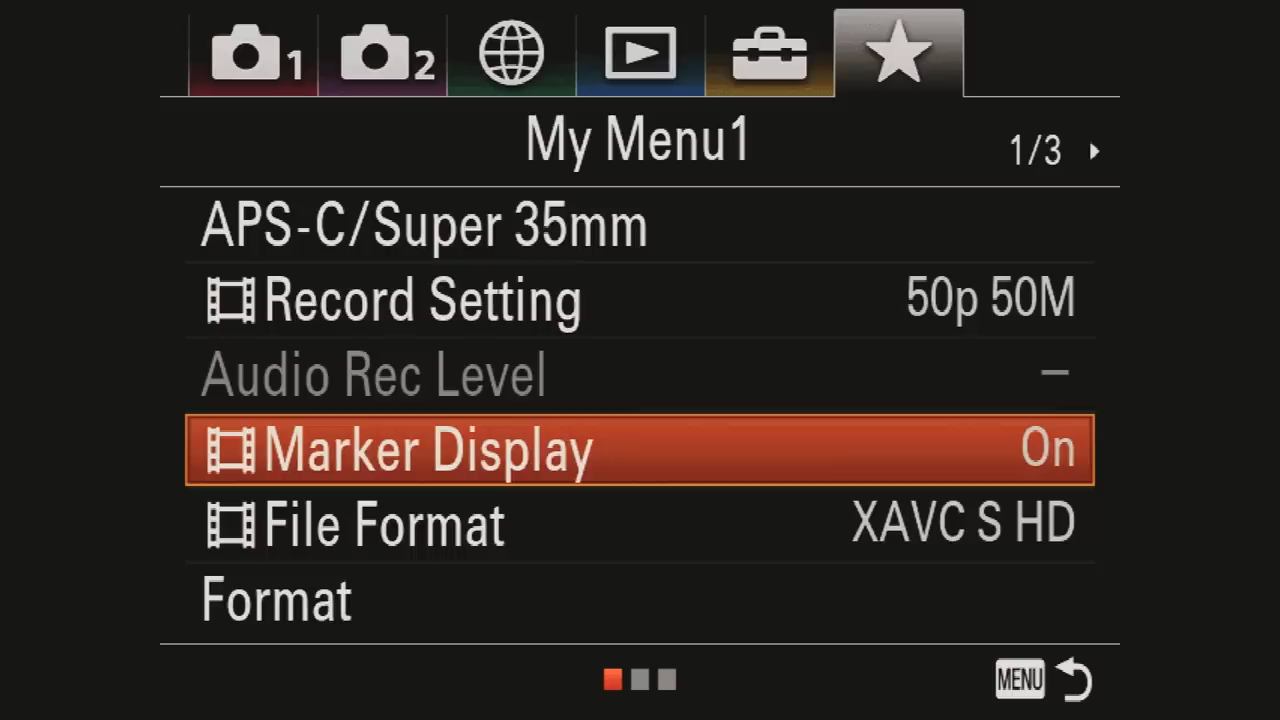 1
2
My Menu1
1/3
APS-C/Super 35mm
Record Setting 50p 50M
Audio Rec Level –
Marker Display On
File Format XAVC S HD
Format
MENU